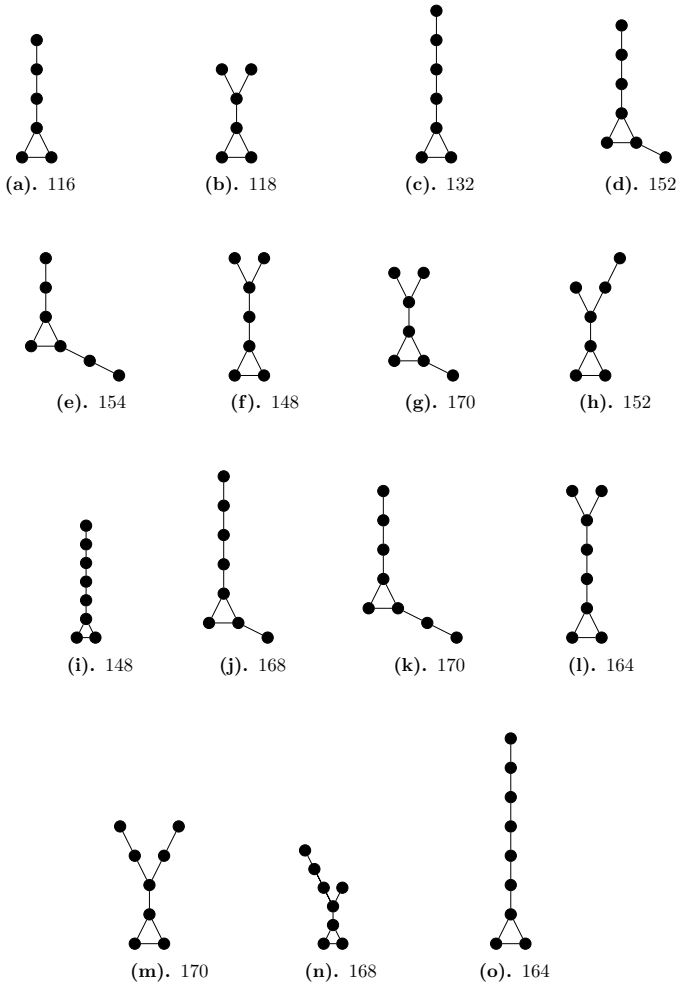 (a). 116 (b). 118 (c). 132 (d). 152
(e). 154 (f). 148 (g). 170 (h). 152
(i). 148 (j). 168 (k). 170 (l). 164
(m). 170 (n). 168 (o). 164